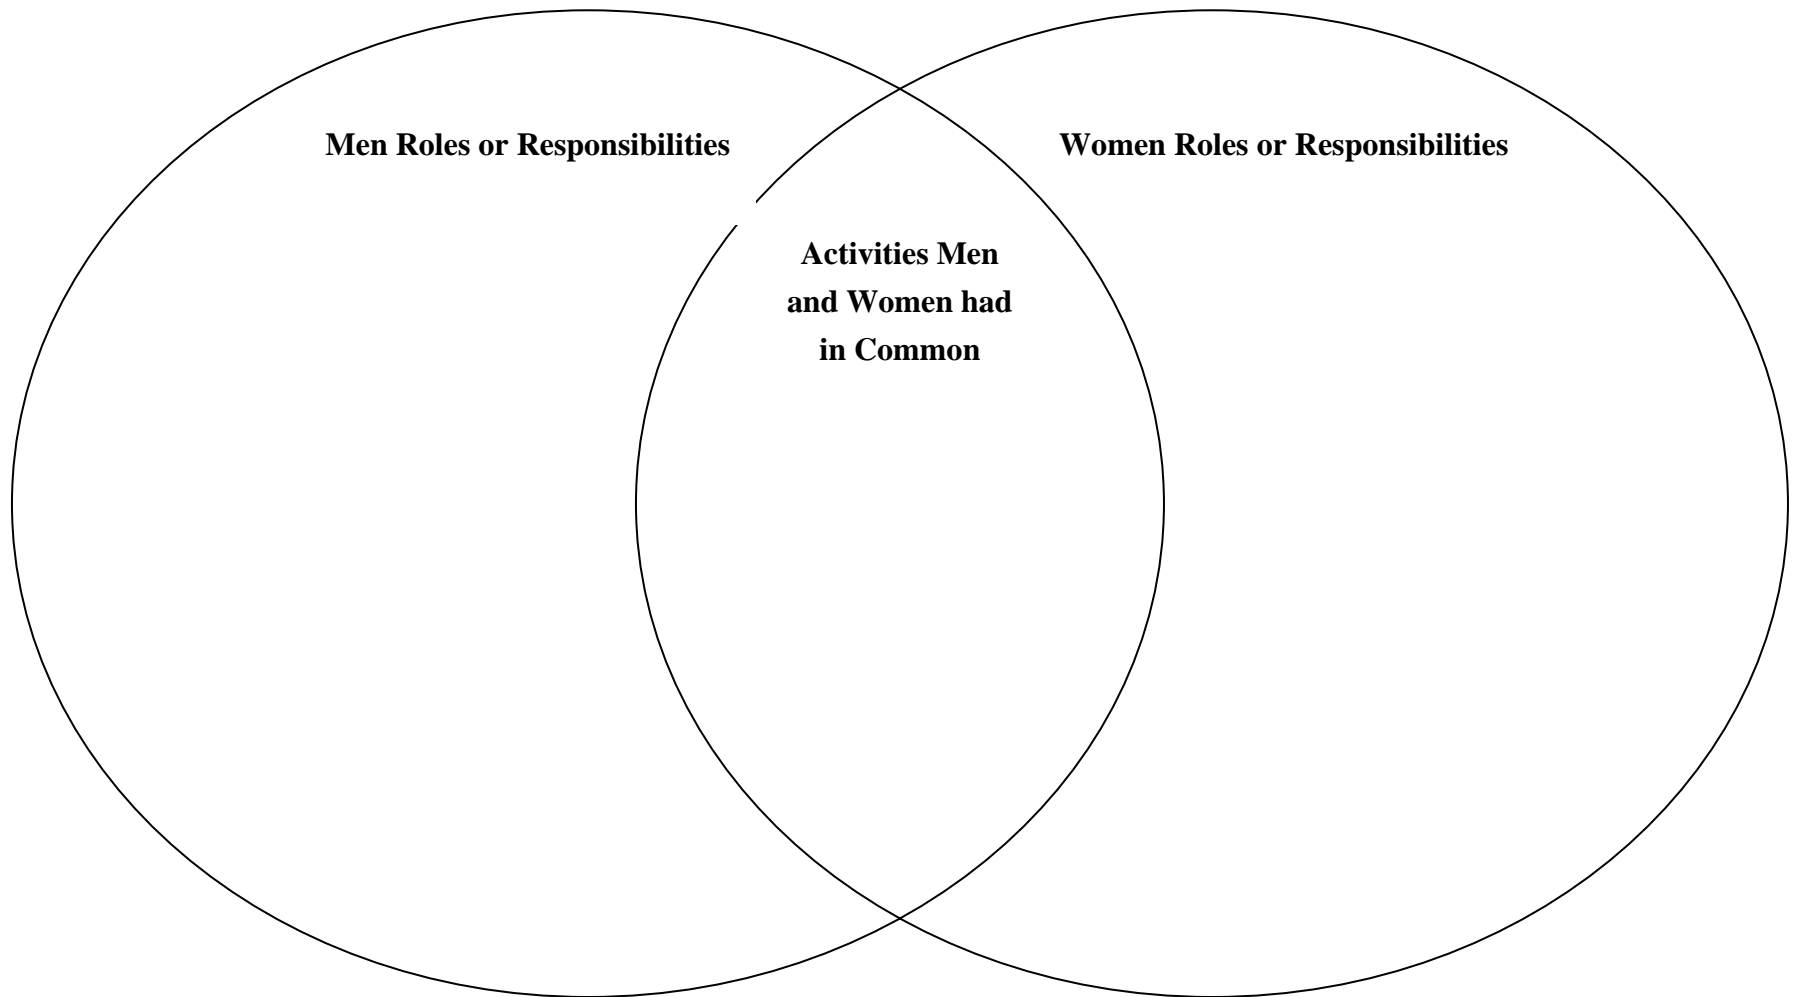 Men Roles or Responsibilities
Women Roles or Responsibilities
Activities Men
and Women had
in Common